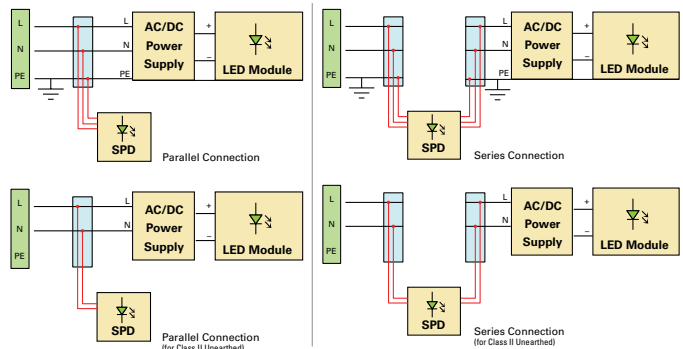 L
N
PE
L
N
PE
AC/DC
Power
Supply
+
−
LED Module
SPD
Parallel Connection
L
N
PE
L
N
PE
AC/DC
Power
Supply
+
−
LED Module
SPD
Series Connection
L
N
PE
L
N
AC/DC
Power
Supply
+
−
LED Module
SPD
Parallel Connection
(for Class II Unearthed)
L
N
PE
L
N
AC/DC
Power
Supply
+
−
LED Module
SPD
Series Connection
(for Class II Unearthed)